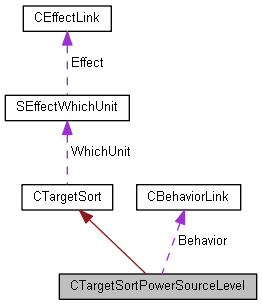 CEffectLink
Effect
SEffectWhichUnit
WhichUnit
CTargetSort
CBehaviorLink
Behavior
CTargetSortPowerSourceLevel